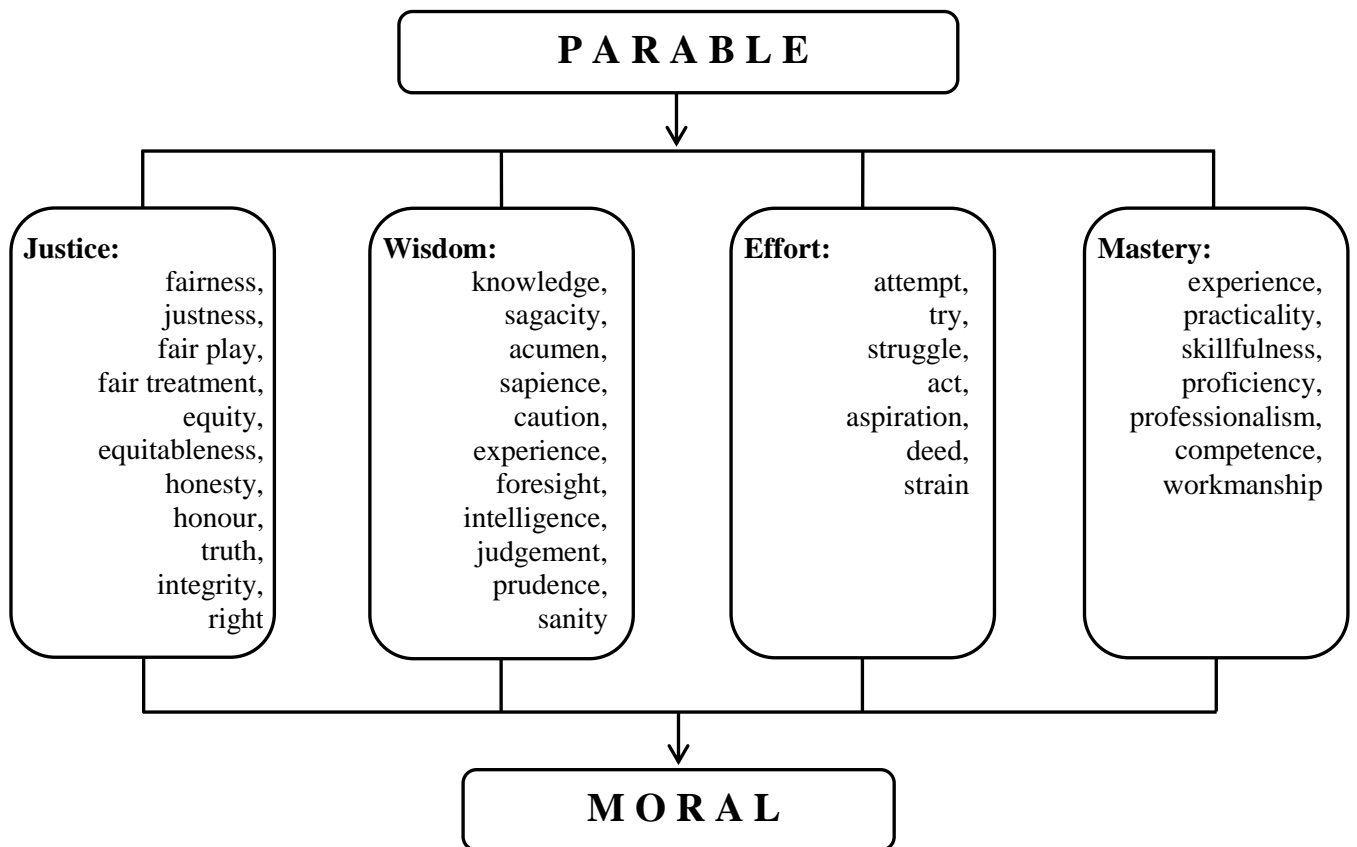 P A R A B L E
Justice:
fairness,
justness,
fair play,
fair treatment,
equity,
equitableness,
honesty,
honour,
truth,
integrity,
right
Wisdom:
knowledge,
sagacity,
acumen,
sapience,
caution,
experience,
foresight,
intelligence,
judgement,
prudence,
sanity
Effort:
attempt,
try,
struggle,
act,
aspiration,
deed,
strain
Mastery:
experience,
practicality,
skillfulness,
proficiency,
professionalism,
competence,
workmanship
M O R A L